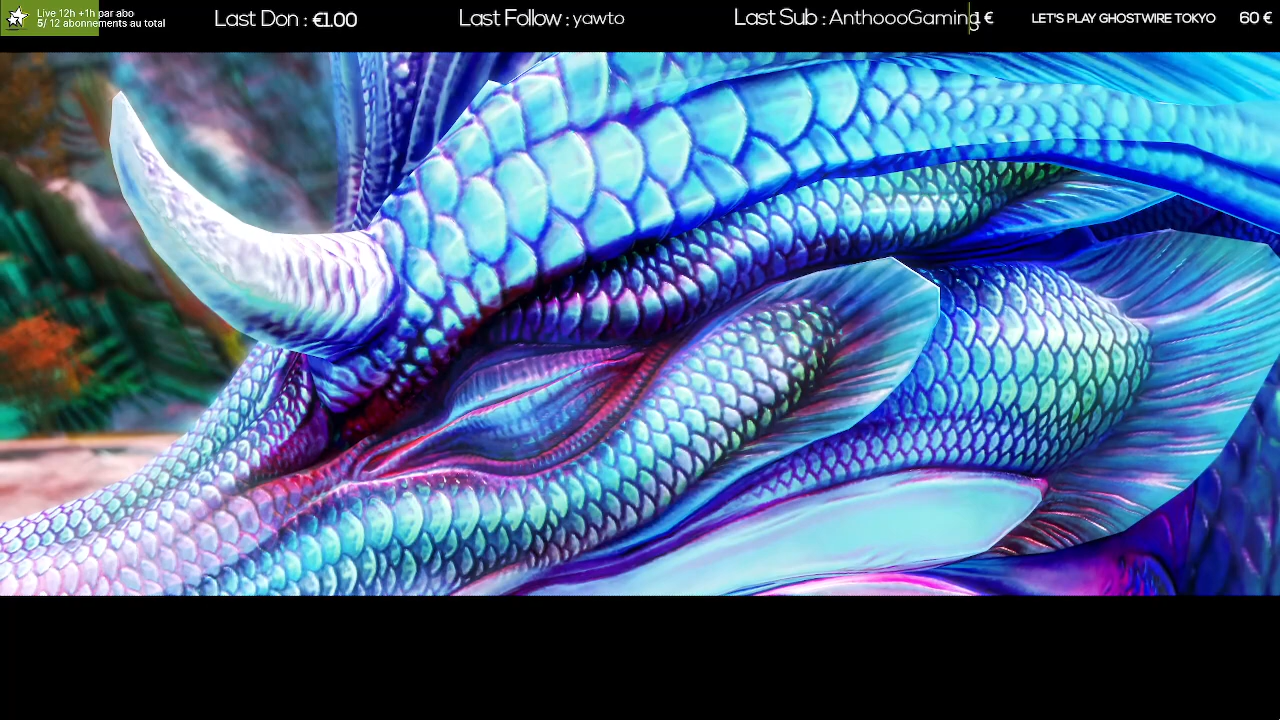 Live 12h +1h par abo
5/ 12 abonnements au total
Last Don : €1.00
Last Follow : yawto
Last Sub : AnthoooGaming
1 €
LET'S PLAY GHOSTWIRE TOKYO
60 €